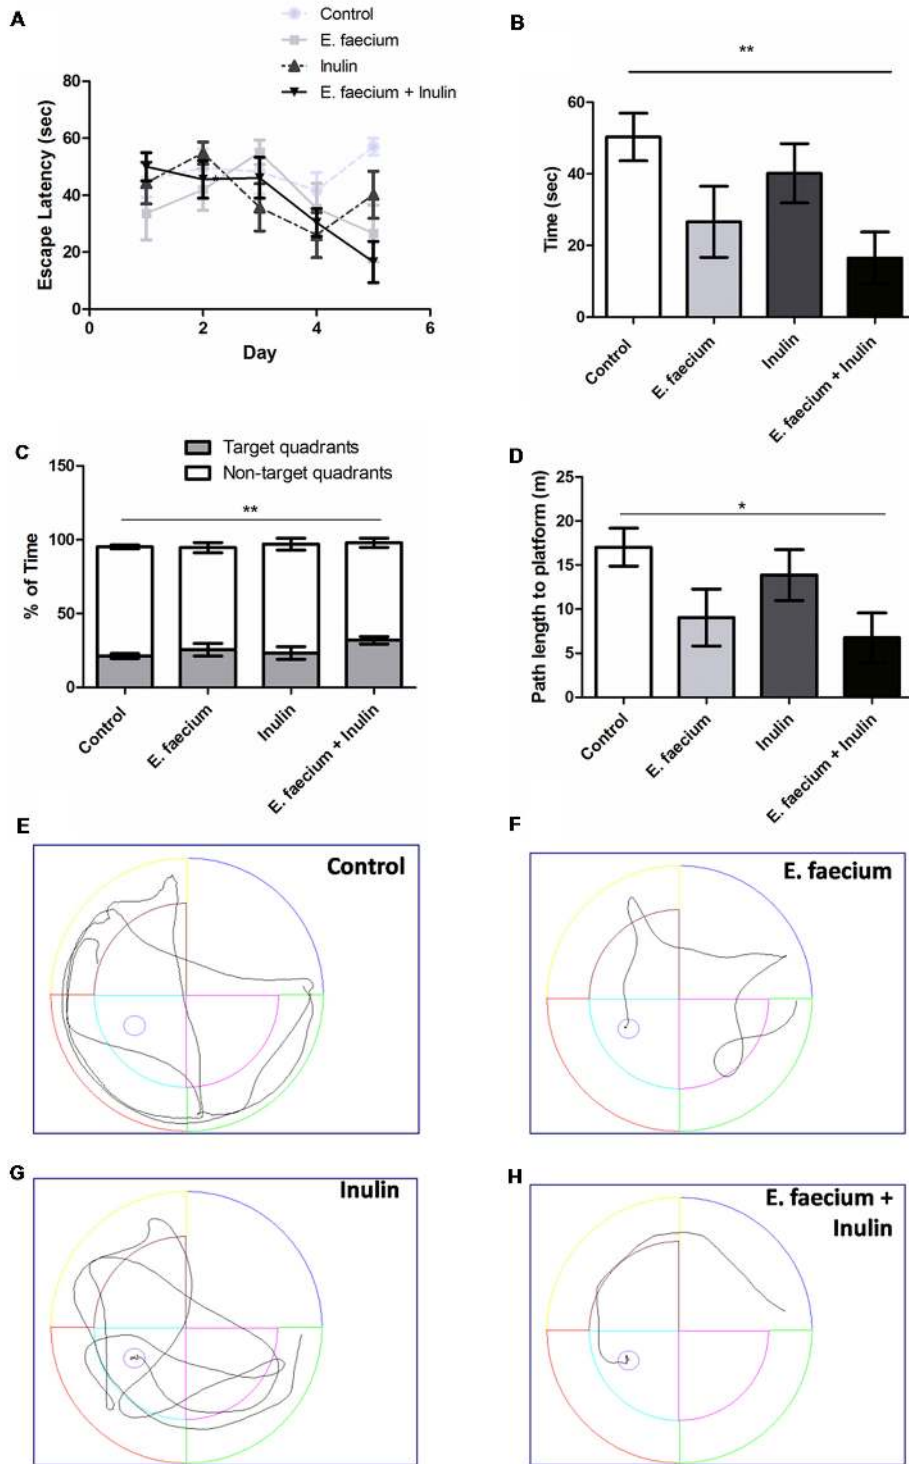 A
Control
E. faecium
Inulin
E. faecium + Inulin
80
60
40
20
0
Escape Latency (sec)
0 2 4 6
Day
*
B
**
60
40
20
0
Time (sec)
Control
E. faecium
Inulin
E. faecium + Inulin
C
Target quadrants
Non-target quadrants
150
100
50
0
% of Time
**
Control
E. faecium
Inulin
E. faecium + Inulin
D
25
20
15
10
5
0
Path length to platform (m)
*
Control
E. faecium
Inulin
E. faecium + Inulin
E
Control
F
E. faecium
G
Inulin
H
E. faecium +
Inulin